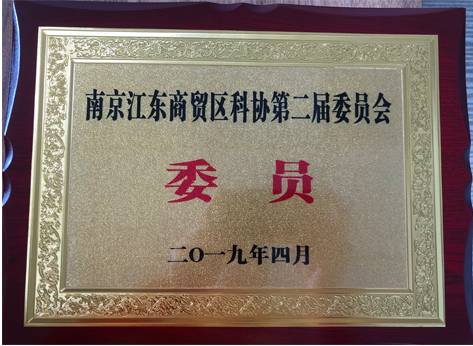 南京江东商贸区科协第二届委员会
委员
二〇一九年四月